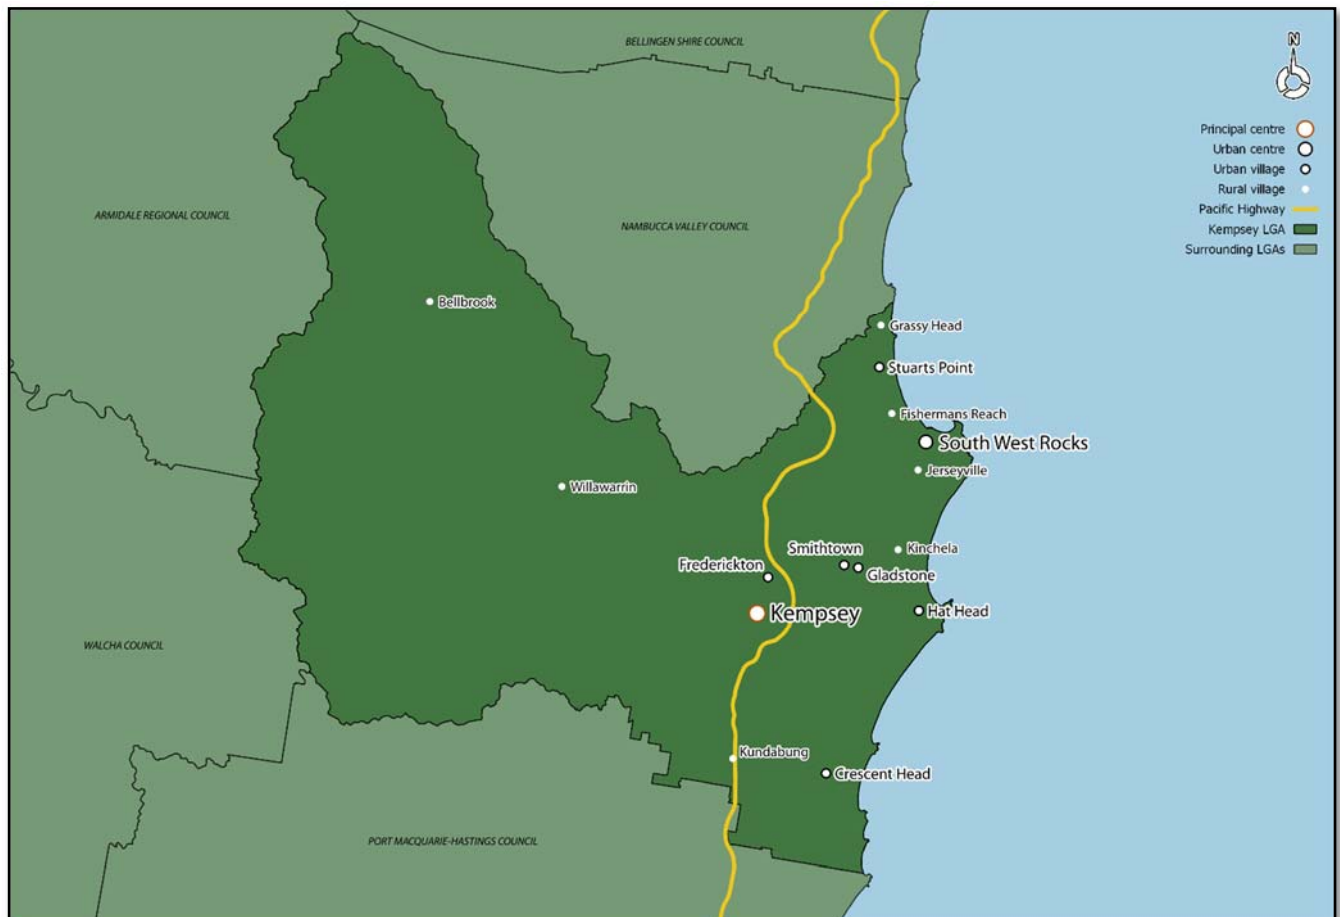 BELLINGEN SHIRE COUNCIL
N
Principal centre
Urban centre
Urban village
Rural village
Pacific Highway
Kempsey LGA
Surrounding LGAs
ARMIDALE REGIONAL COUNCIL
NAMBUCCA VALLEY COUNCIL
Bellbrook
Grassy Head
Stuarts Point
Fishermans Reach
South West Rocks
Jerseyville
Willawarrin
Smithtown
Kinchela
Frederickton
Gladstone
Kempsey
Hat Head
WALCHA COUNCIL
Kundabung
Crescent Head
PORT MACQUARIE-HASTINGS COUNCIL